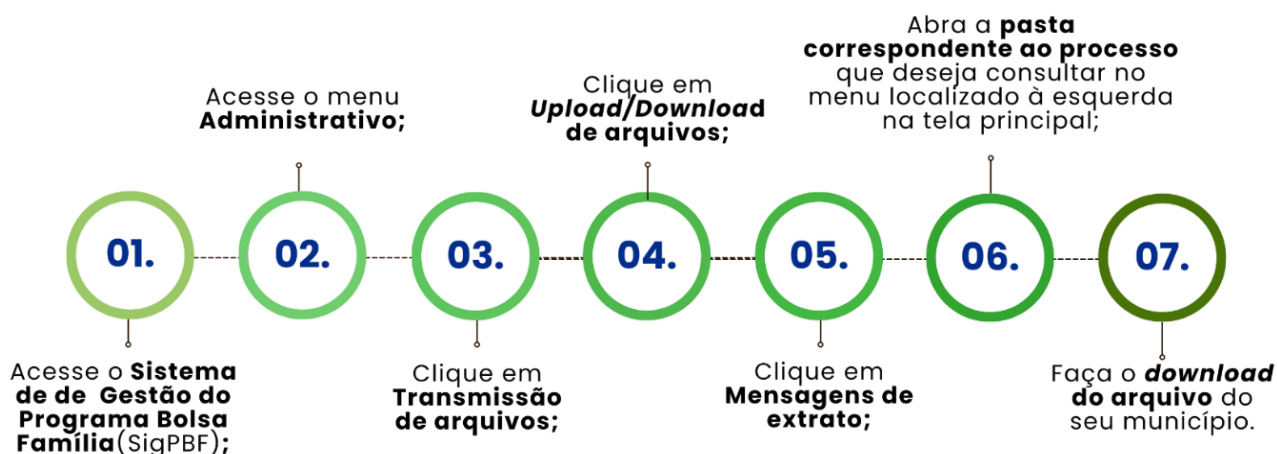 01.
Acesse o Sistema
de de Gestão do
Programa Bolsa
Família(SigPBF);
02.
Acesse o menu
Administrativo;
03.
Clique em
Transmissão
de arquivos;
04.
Clique em
Upload/Download
de arquivos;
05.
Clique em
Mensagens de
extrato;
06.
Abra a pasta
correspondente ao processo
que deseja consultar no
menu localizado à esquerda
na tela principal;
07.
Faça o download
do arquivo do
seu município.